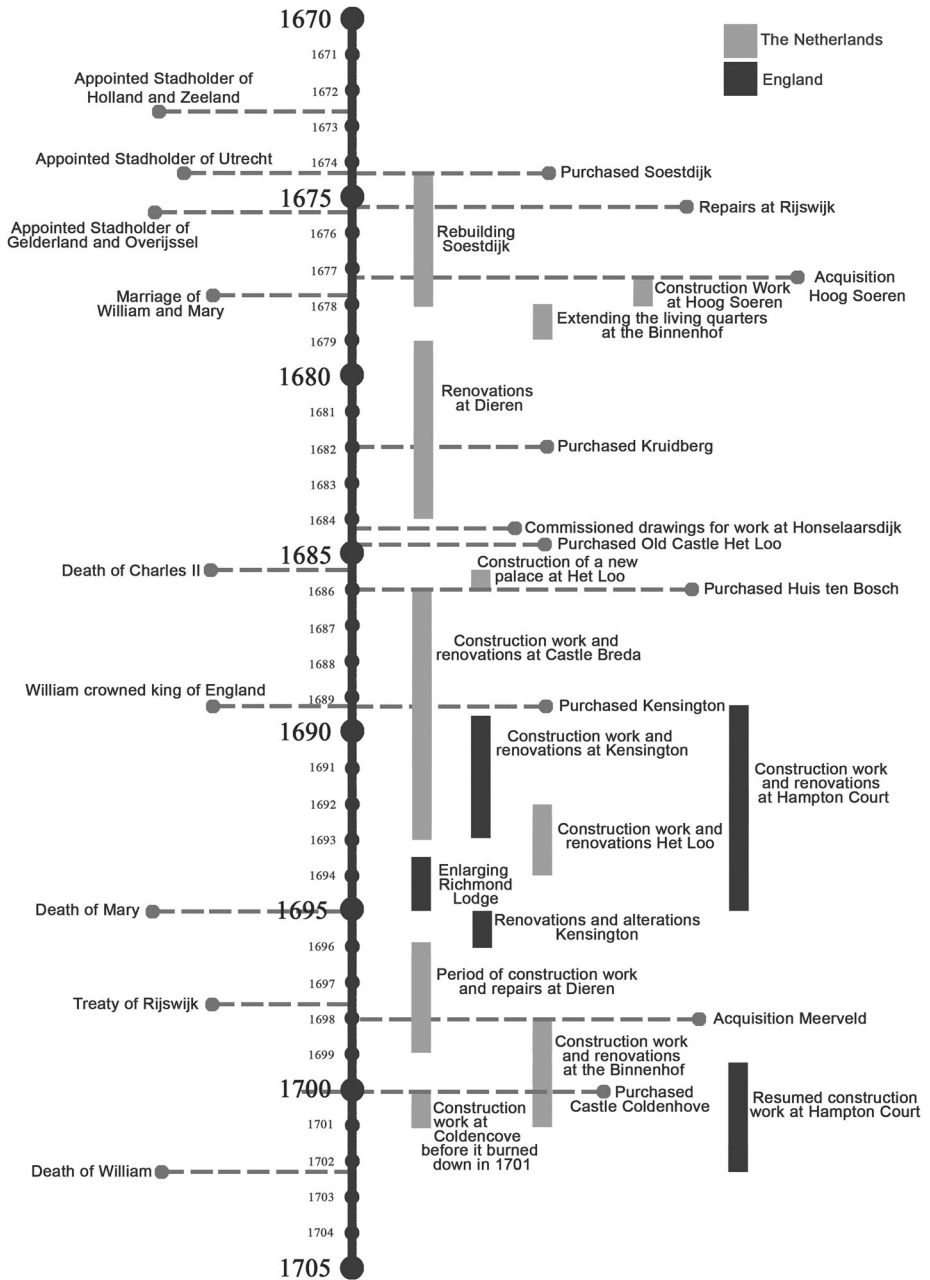 1670
The Netherlands
England
1671
Appointed Stadholder of
Holland and Zeeland
1672
1673
Appointed Stadholder of Utrecht
1674
Purchased Soestdijk
1675
Repairs at Rijswijk
Appointed Stadholder of
Gelderland and Overijssel
1676
Rebuilding
Soestdijk
1677
Acquisition
Hoog Soeren
Construction Work
at Hoog Soeren
Marriage of
William and Mary
1678
Extending the living quarters
at the Binnenhof
1679
1680
Renovations
at Dieren
1681
1682
Purchased Kruidberg
1683
1684
Commissioned drawings for work at Honselaarsdijk
Purchased Old Castle Het Loo
1685
Construction of a new
palace at Het Loo
Death of Charles II
1686
Purchased Huis ten Bosch
1687
Construction work and
renovations at Castle Breda
1688
William crowned king of England
1689
Purchased Kensington
1690
Construction work and
renovations at Kensington
1691
Construction work
and renovations
at Hampton Court
1692
Construction work and
renovations Het Loo
1693
1694
Enlarging
Richmond
Lodge
Death of Mary
1695
Renovations and alterations
Kensington
1696
1697
Period of construction work
and repairs at Dieren
Treaty of Rijswijk
1698
Acquisition Meerveld
1699
Construction work
and renovations
at the Binnenhof
1700
Purchased
Castle Coldenhove
Resumed construction
work at Hampton Court
1701
Construction
work at
Coldencove
before it burned
down in 1701
1702
Death of William
1703
1704
1705